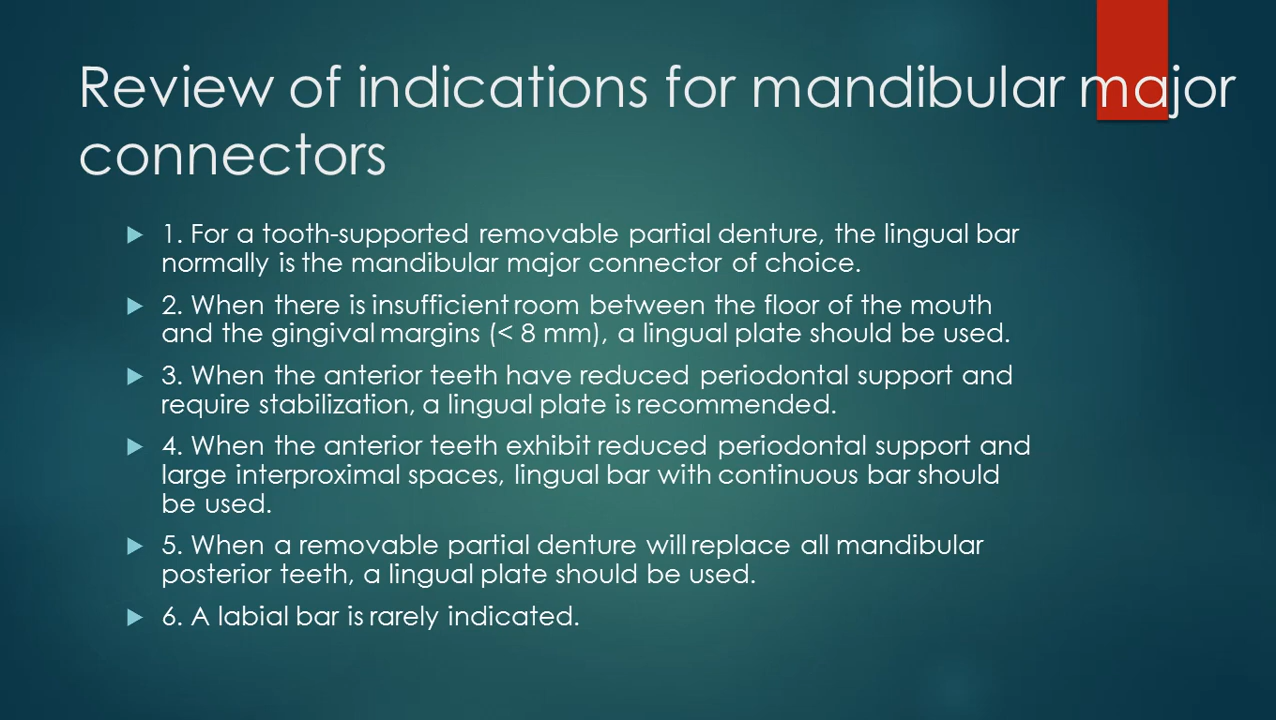 Review of indications for mandibular major
connectors
1. For a tooth-supported removable partial denture, the lingual bar
normally is the mandibular major connector of choice.
2. When there is insufficient room between the floor of the mouth
and the gingival margins (< 8 mm), a lingual plate should be used.
3. When the anterior teeth have reduced periodontal support and
require stabilization, a lingual plate is recommended.
4. When the anterior teeth exhibit reduced periodontal support and
large interproximal spaces, lingual bar with continuous bar should
be used.
5. When a removable partial denture will replace all mandibular
posterior teeth, a lingual plate should be used.
6. A labial bar is rarely indicated.